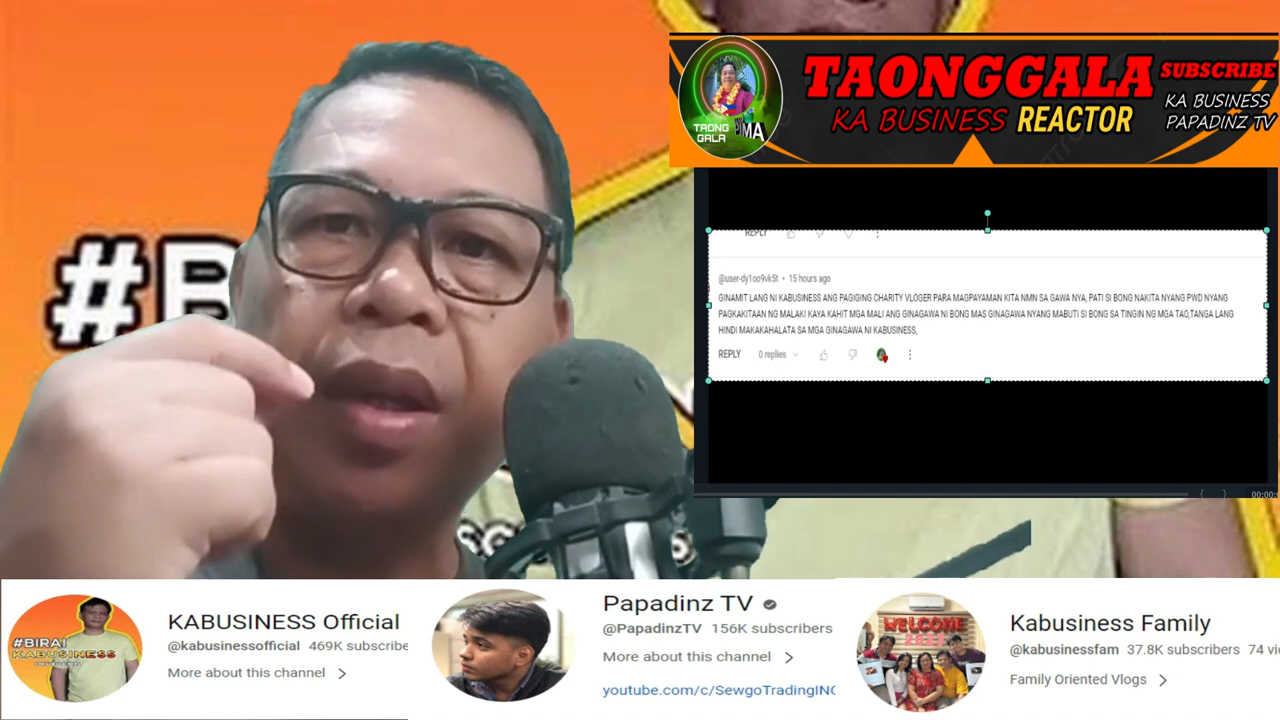 TAONGGALA
SUBSCRIBE
KA BUSINESS REACTOR
KA BUSINESS
PAPADINZ TV
TAONG
GALA
#B
REPLY
@user-dy1oo9vk5t • 15 hours ago
GINAMIT LANG NI KABUSINESS ANG PAGIGING CHARITY VLOGER PARA MAGPAYAMAN KITA NMN SA GAWA NYA, PATI SI BONG NAKITA NYANG PWD NYANG
PAGKAKITAAN NG MALAKI KAYA KAHIT MGA MALI ANG GINAGAWA NI BONG MAS GINAGAWA NYANG MABUTI SI BONG SA TINGIN NG MGA TAO,TANGA LANG
HINDI MAKAKAHALATA SA MGA GINAGAWA NI KABUSINESS,
REPLY 0 replies
00:00:
KABUSINESS Official
@kabusinessofficial 469K subscribe
More about this channel >
#BIRAI
KABUSINESS
Papadinz TV
@PapadinzTV 156K subscribers
More about this channel >
youtube.com/c/SewgoTradingINC
WELCOME
Kabusiness Family
@kabusinessfam 37.8K subscribers 74 vi
Family Oriented Vlogs >